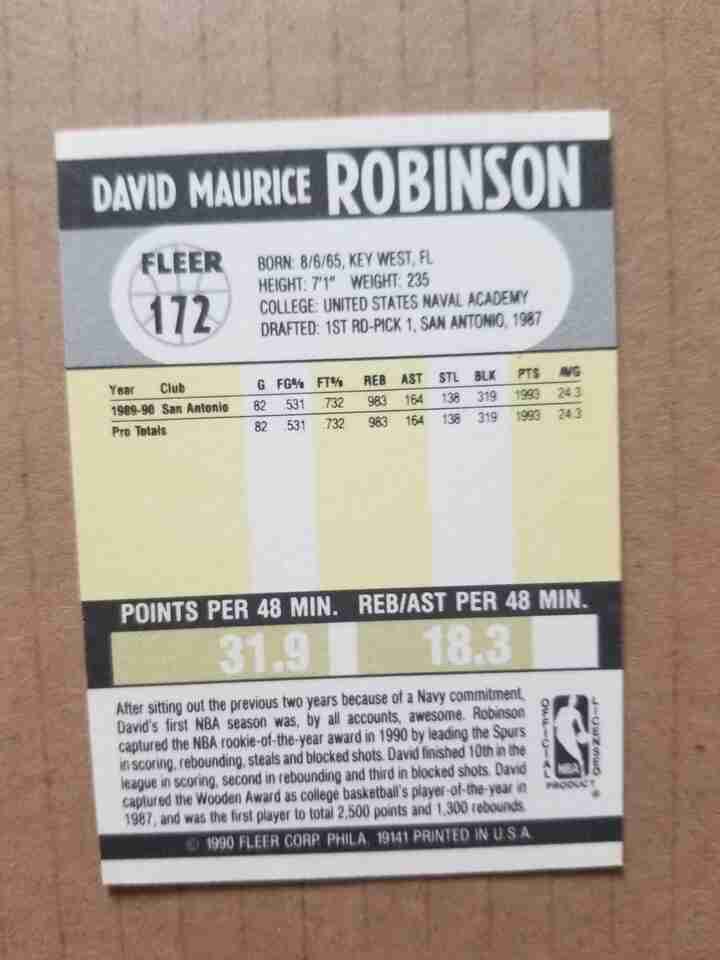 DAVID MAURICE ROBINSON
FLEER
172
BORN: 8/6/65, KEY WEST, FL
HEIGHT: 7'1" WEIGHT: 235
COLLEGE: UNITED STATES NAVAL ACADEMY
DRAFTED: 1ST RD-PICK 1, SAN ANTONIO, 1987
Year Club G FG% FT% REB AST STL BLK PTS AVG
1989-90 San Antonio 82 .531 .732 983 164 138 319 1993 24.3
Pro Totals 82 .531 .732 983 164 138 319 1993 24.3
POINTS PER 48 MIN. REB/AST PER 48 MIN.
31.9 18.3
After sitting out the previous two years because of a Navy commitment,
David's first NBA season was, by all accounts, awesome. Robinson
captured the NBA rookie-of-the-year award in 1990 by leading the Spurs
in scoring, rebounding, steals and blocked shots. David finished 10th in the
league in scoring, second in rebounding and third in blocked shots. David
captured the Wooden Award as college basketball's player-of-the-year in
1987, and was the first player to total 2,500 points and 1,300 rebounds.
OFFICIAL
LICENSED
NBA
PRODUCT
®
© 1990 FLEER CORP. PHILA. 19141 PRINTED IN U.S.A.